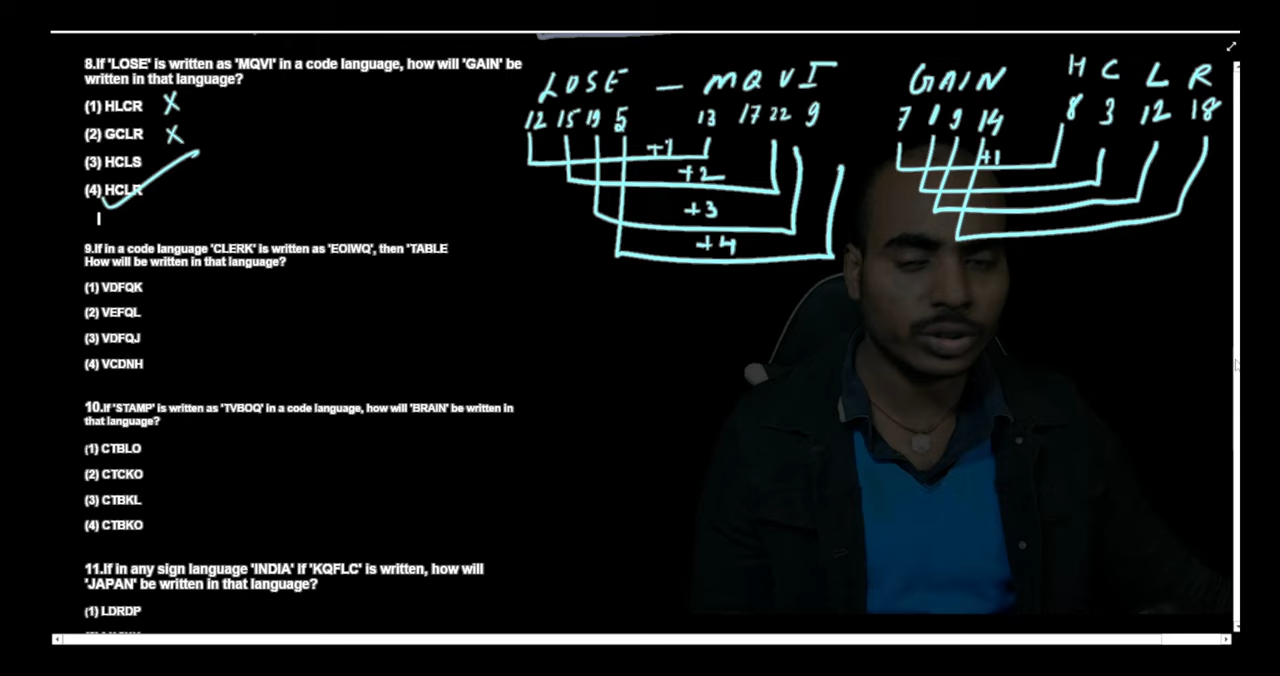 8.If 'LOSE' is written as 'MQVI' in a code language, how will 'GAIN' be
written in that language?
(1) HLCR X
(2) GCLR X
(3) HCLS
(4) HCLR
LOSE - MQVI
12 15 19 5 13 17 22 9
+1
+2
+3
+4
GAIN HCLR
7 1 9 14 8 3 12 18
+1
9.If in a code language 'CLERK' is written as 'EOIWQ', then 'TABLE
How will be written in that language?
(1) VDFQK
(2) VEFQL
(3) VDFQJ
(4) VCDNH
10.If 'STAMP' is written as 'TVBOQ' in a code language, how will 'BRAIN' be written in
that language?
(1) CTBLO
(2) CTCKO
(3) CTBKL
(4) CTBKO
11.If in any sign language 'INDIA' if 'KQFLC' is written, how will
'JAPAN' be written in that language?
(1) LDRDP